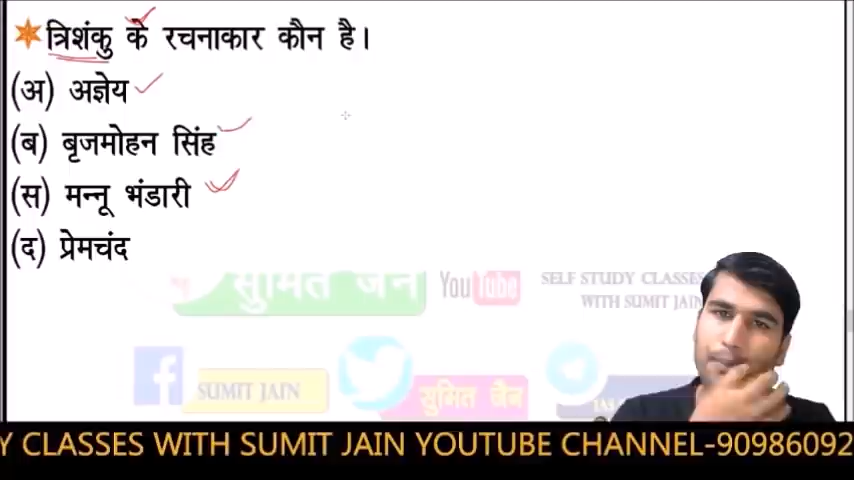 त्रिशंकु के रचनाकार कौन है।
(अ) अज्ञेय
(ब) बृजमोहन सिंह
(स) मन्नू भंडारी
(द) प्रेमचंद
सुमित जैन YouTube SELF STUDY CLASSES
WITH SUMIT JAIN
SUMIT JAIN सुमित जैन
Y CLASSES WITH SUMIT JAIN YOUTUBE CHANNEL-90986092